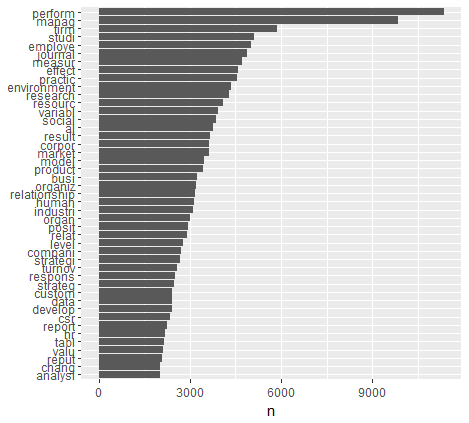 perform
manag
firm
studi
employe
journal
measur
effect
practic
environment
research
resourc
variabl
social
al
result
corpor
market
model
product
busi
organiz
relationship
human
industri
organ
posit
relat
level
compani
strategi
turnov
respons
strateg
custom
data
develop
csr
report
hr
tabl
valu
reput
chang
analyst
0 3000 6000 9000
n